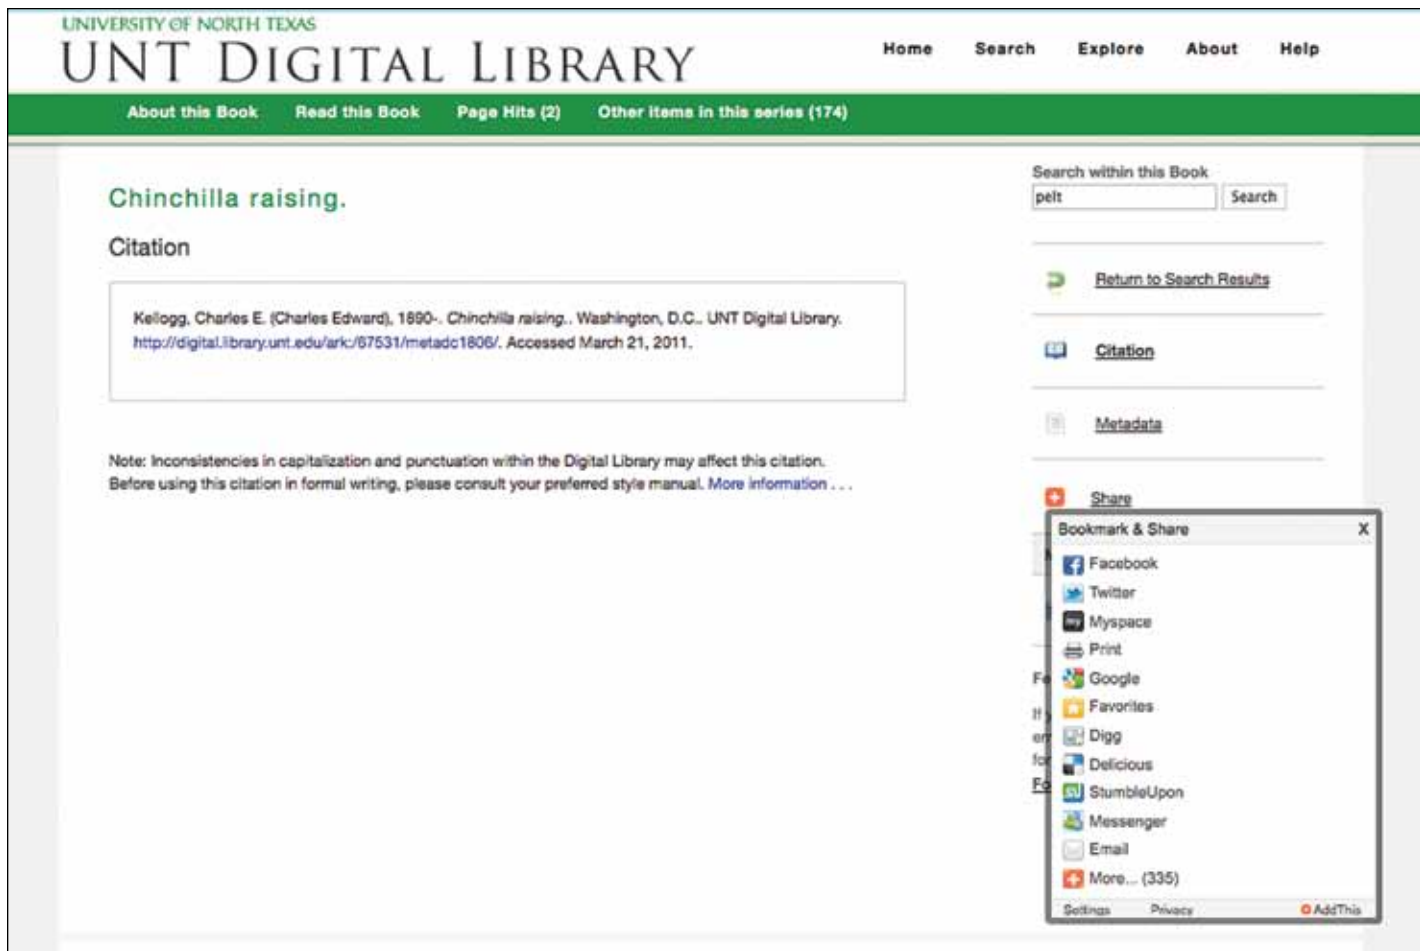 UNIVERSITY OF NORTH TEXAS
UNT DIGITAL LIBRARY
Home Search Explore About Help
About this Book Read this Book Page Hits (2) Other items in this series (174)
Chinchilla raising.
Citation
Kellogg, Charles E. (Charles Edward), 1890-. Chinchilla raising.. Washington, D.C.. UNT Digital Library.
http://digital.library.unt.edu/ark:/67531/metadc1806/. Accessed March 21, 2011.
Note: Inconsistencies in capitalization and punctuation within the Digital Library may affect this citation.
Before using this citation in formal writing, please consult your preferred style manual. More information . . .
Search within this Book
pelt Search
Return to Search Results
Citation
Metadata
Share
Bookmark & Share X
Facebook
Twitter
Myspace
Print
Google
Favorites
Digg
Delicious
StumbleUpon
Messenger
Email
More... (335)
Settings Privacy AddThis